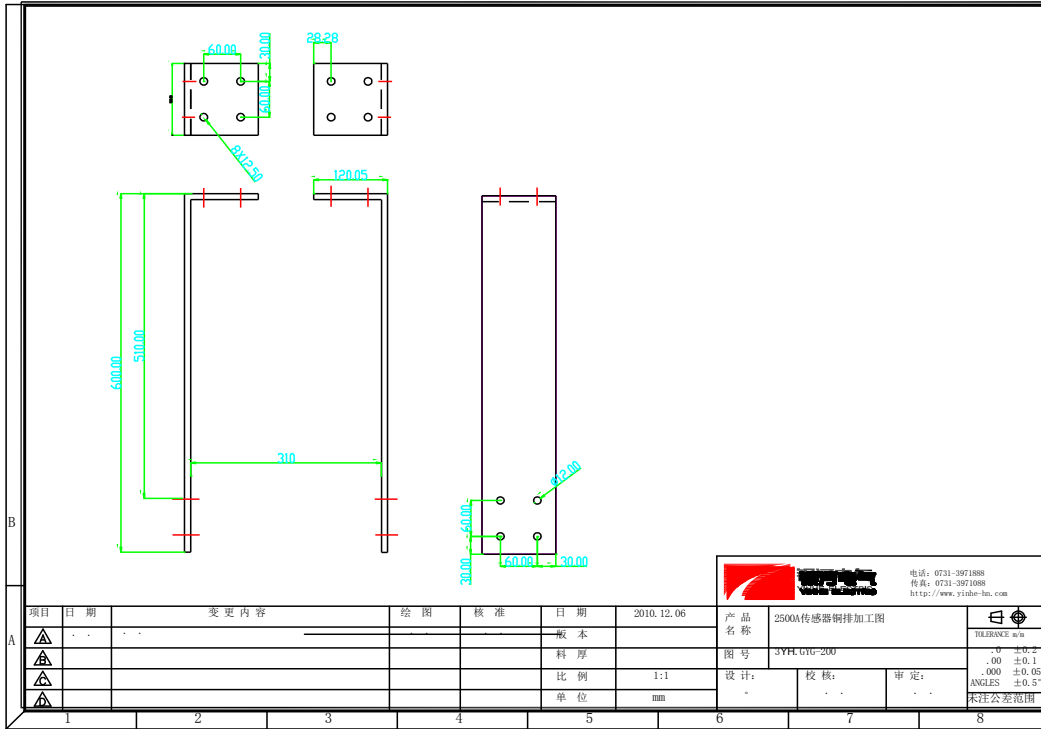 60.00
30.00
60.00
28.28
8X12.50
120.05
510.00
600.00
310
Φ12.00
60.00
30.00
60.00
30.00
B
A
银河电气
YINHE ELECTRIC
电话: 0731-3971888
传真: 0731-3971088
http://www.yinhe-hn.com
项目 日 期 变 更 内 容 绘 图 核 准 日 期 2010.12.06
产 品 名 称 2500A传感器铜排加工图
A 版 本
TOLERANCE m/m
B 料 厚
图 号 3YH.GYG-200
.0 ±0.2
.00 ±0.1
.000 ±0.05
ANGLES ±0.5°
未注公差范围
C 比 例 1:1
设 计: 校 核: 审 定:
D 单 位 mm
1 2 3 4 5 6 7 8